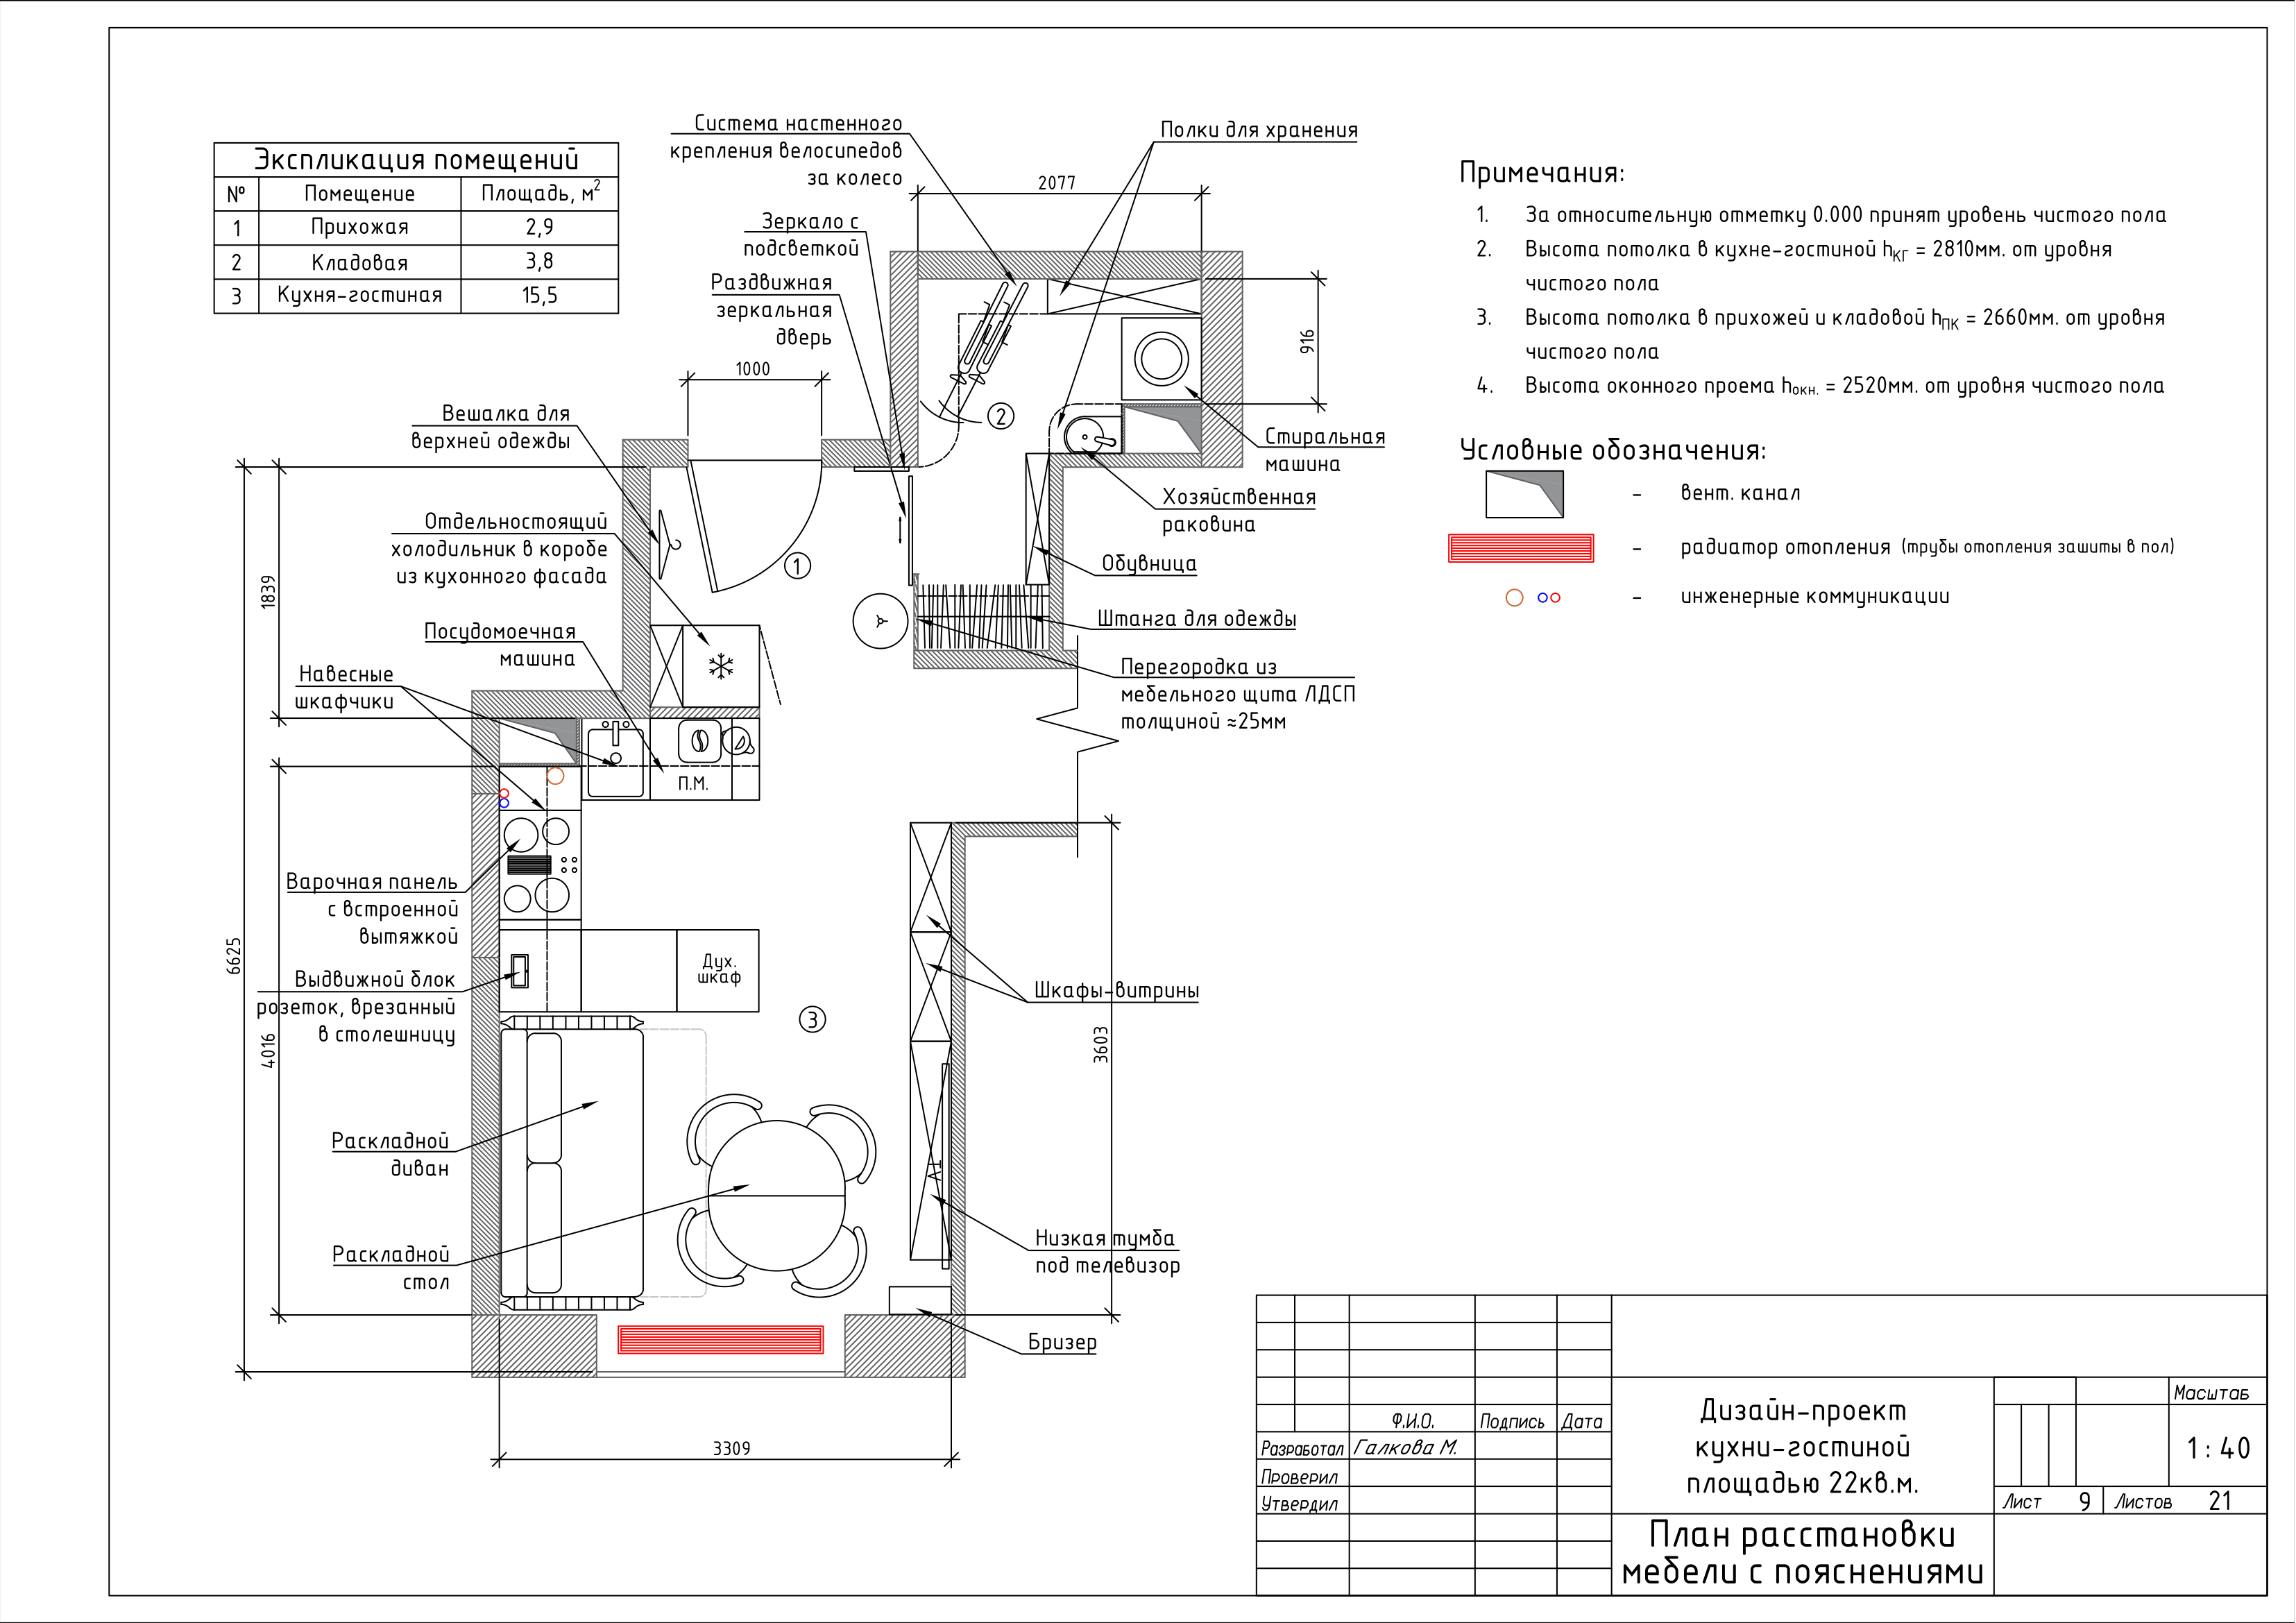 Экспликация помещений
№ Помещение Площадь, м²
1 Прихожая 2,9
2 Кладовая 3,8
3 Кухня-гостиная 15,5
Система настенного
крепления велосипедов
за колесо
Полки для хранения
2077
Зеркало с
подсветкой
Раздвижная
зеркальная
дверь
916
1000
Вешалка для
верхней одежды
2
Стиральная
машина
Хозяйственная
раковина
Отдельностоящий
холодильник в коробе
из кухонного фасада
1
Обувница
1839
Штанга для одежды
Посудомоечная
машина
Перегородка из
мебельного щита ЛДСП
толщиной ≈25мм
Навесные
шкафчики
П.М.
Варочная панель
с встроенной
вытяжкой
6625
Дух.
шкаф
Выдвижной блок
розеток, врезанный
в столешницу
Шкафы-витрины
3
4016
3603
Раскладной
диван
TV
Раскладной
стол
Низкая тумба
под телевизор
Бризер
3309
Примечания:
1. За относительную отметку 0.000 принят уровень чистого пола
2. Высота потолка в кухне-гостиной hКГ = 2810мм. от уровня
чистого пола
3. Высота потолка в прихожей и кладовой hПК = 2660мм. от уровня
чистого пола
4. Высота оконного проема hокн. = 2520мм. от уровня чистого пола
Условные обозначения:
– вент. канал
– радиатор отопления (трубы отопления зашиты в пол)
– инженерные коммуникации
Ф.И.О. Подпись Дата
Разработал Галкова М.
Проверил
Утвердил
Дизайн-проект
кухни-гостиной
площадью 22кв.м.
Масштаб
1 : 40
Лист 9 Листов 21
План расстановки
мебели с пояснениями